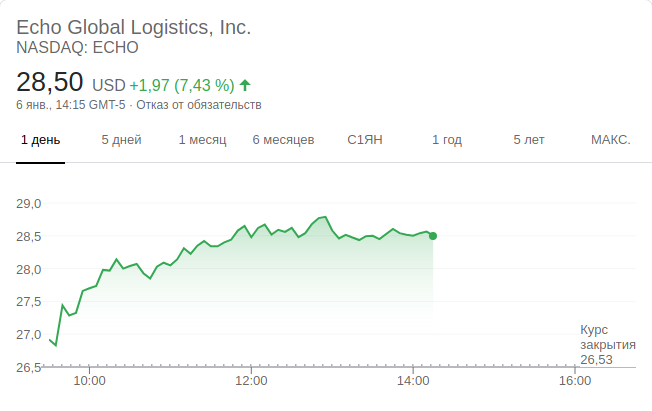 Echo Global Logistics, Inc.
NASDAQ: ECHO
28,50 USD +1,97 (7,43 %)
6 янв., 14:15 GMT-5 · Отказ от обязательств
1 день 5 дней 1 месяц 6 месяцев С1ЯН 1 год 5 лет МАКС.
29,0
28,5
28,0
27,5
27,0
26,5
Курс
закрытия
26,53
10:00 12:00 14:00 16:00